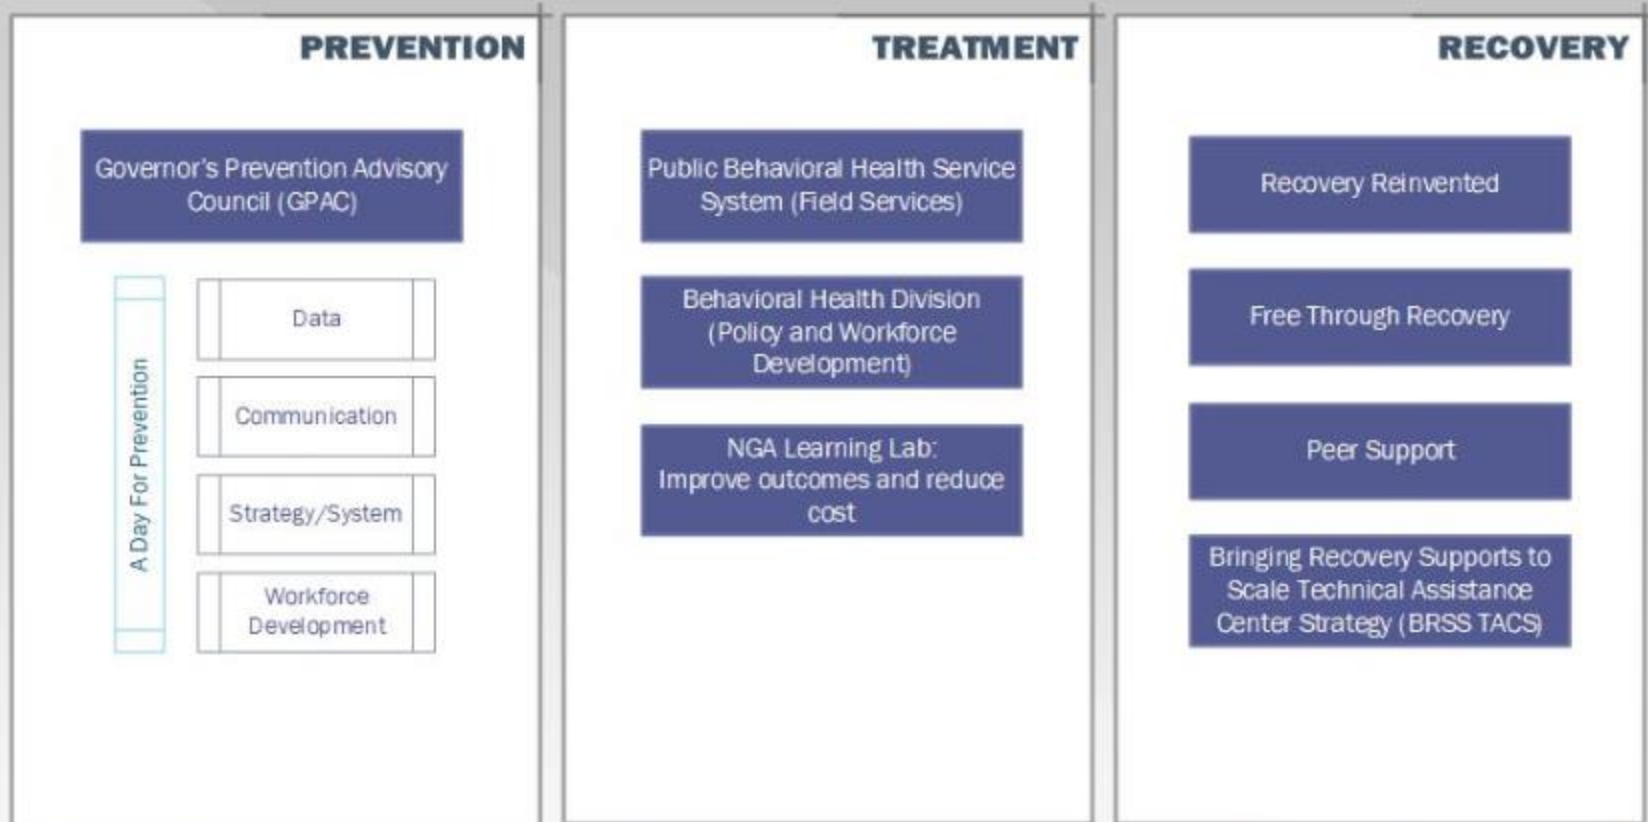 PREVENTION
Governor's Prevention Advisory
Council (GPAC)
A Day For Prevention
Data
Communication
Strategy/System
Workforce
Development
TREATMENT
Public Behavioral Health Service
System (Field Services)
Behavioral Health Division
(Policy and Workforce
Development)
NGA Learning Lab:
Improve outcomes and reduce
cost
RECOVERY
Recovery Reinvented
Free Through Recovery
Peer Support
Bringing Recovery Supports to
Scale Technical Assistance
Center Strategy (BRSS TACS)